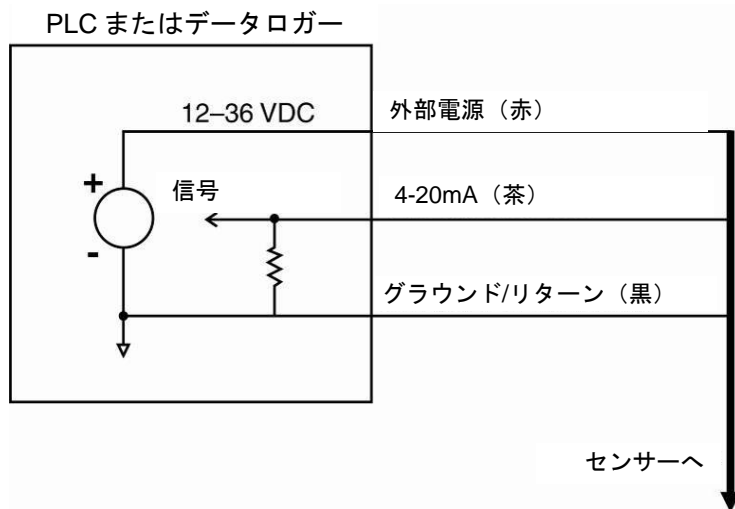 PLC またはデータロガー
12–36 VDC
外部電源（赤）
+
信号
4-20mA（茶）
-
グラウンド/リターン（黒）
センサーへ